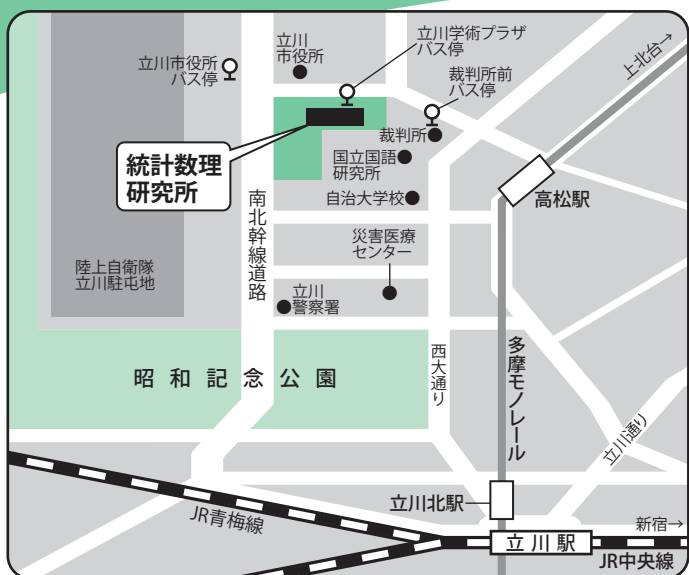 立川市役所
バス停
立川
市役所
立川学術プラザ
バス停
裁判所前
バス停
上北台→
統計数理
研究所
裁判所
国立国語
研究所
自治大学校
高松駅
南北幹線道路
災害医療
センター
陸上自衛隊
立川駐屯地
立川
警察署
昭和記念公園
西大通り
多摩モノレール
立川通り
立川北駅
JR青梅線
新宿→
立川駅
JR中央線